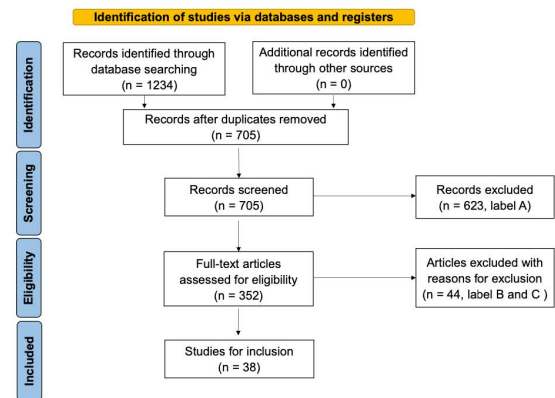 Identification of studies via databases and registers
Identification
Records identified through
database searching
(n = 1234)
Additional records identified
through other sources
(n = 0)
Records after duplicates removed
(n = 705)
Screening
Records screened
(n = 705)
Records excluded
(n = 623, label A)
Eligibility
Full-text articles
assessed for eligibility
(n = 352)
Articles excluded with
reasons for exclusion
(n = 44, label B and C )
Included
Studies for inclusion
(n = 38)